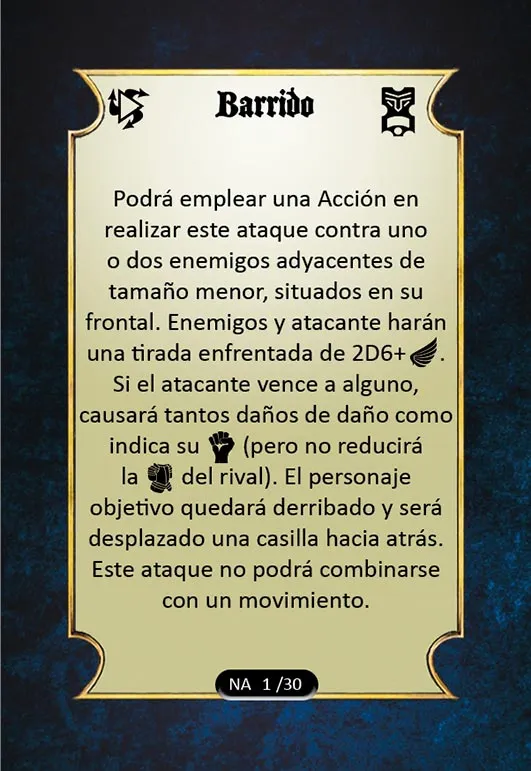 Barrido
Podrá emplear una Acción en
realizar este ataque contra uno
o dos enemigos adyacentes de
tamaño menor, situados en su
frontal. Enemigos y atacante harán
una tirada enfrentada de 2D6+ .
Si el atacante vence a alguno,
causará tantos daños de daño como
indica su (pero no reducirá
la del rival). El personaje
objetivo quedará derribado y será
desplazado una casilla hacia atrás.
Este ataque no podrá combinarse
con un movimiento.
NA 1 /30